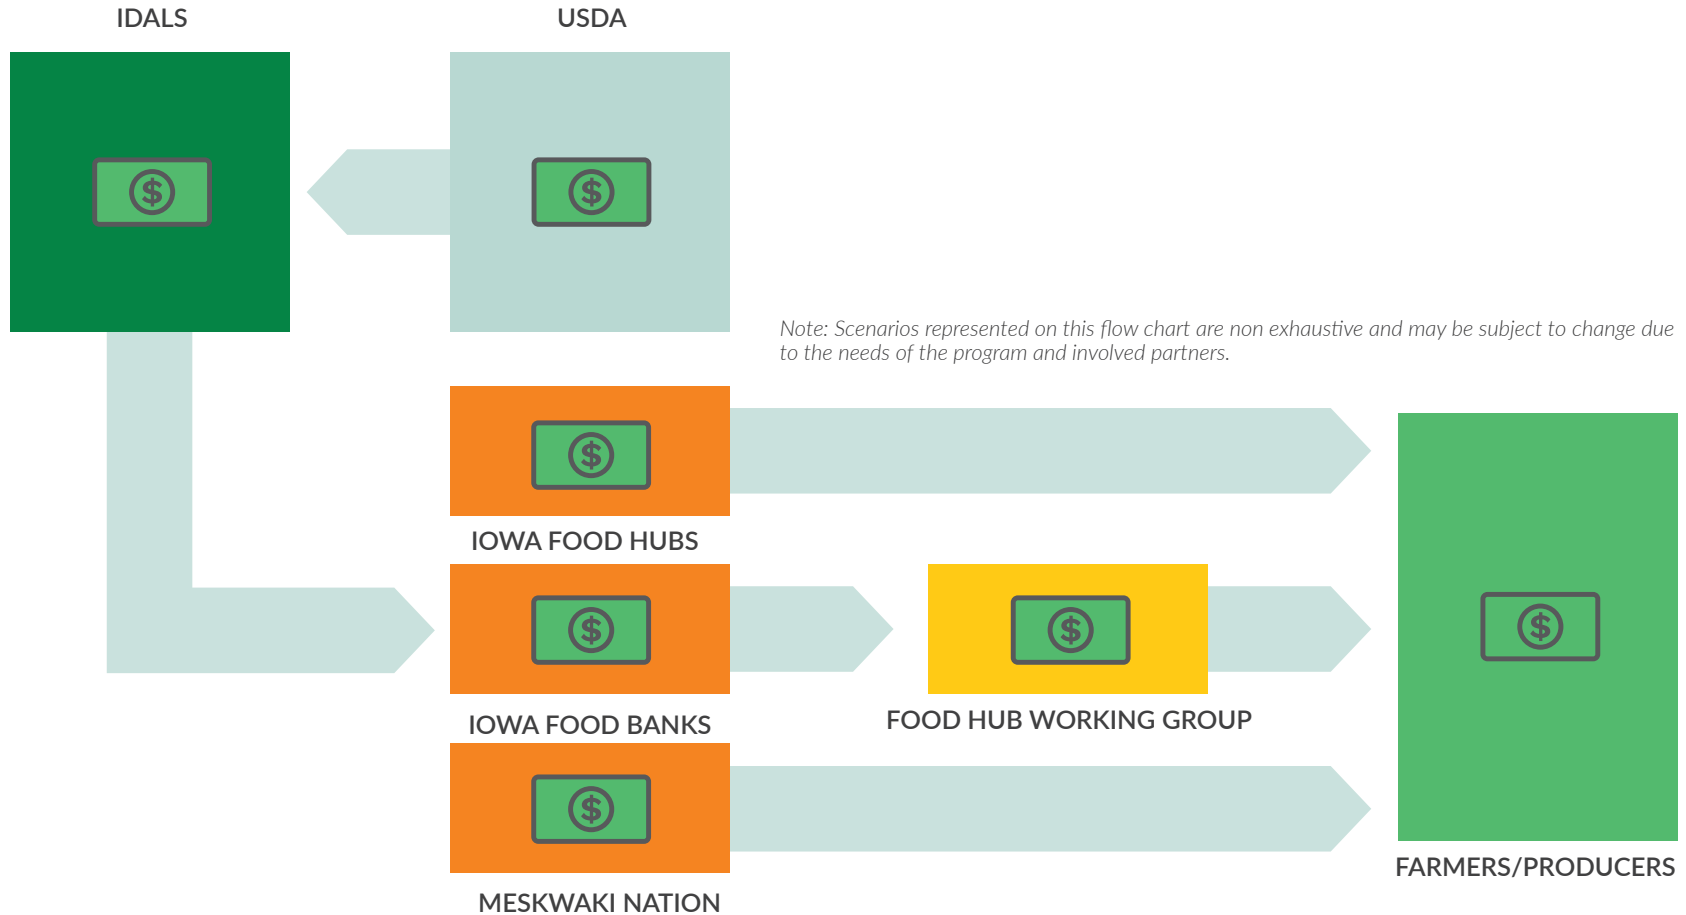 IDALS
USDA
$
$
Note: Scenarios represented on this flow chart are non exhaustive and may be subject to change due
to the needs of the program and involved partners.
$
IOWA FOOD HUBS
$
$
$
IOWA FOOD BANKS
FOOD HUB WORKING GROUP
$
MESKWAKI NATION
FARMERS/PRODUCERS